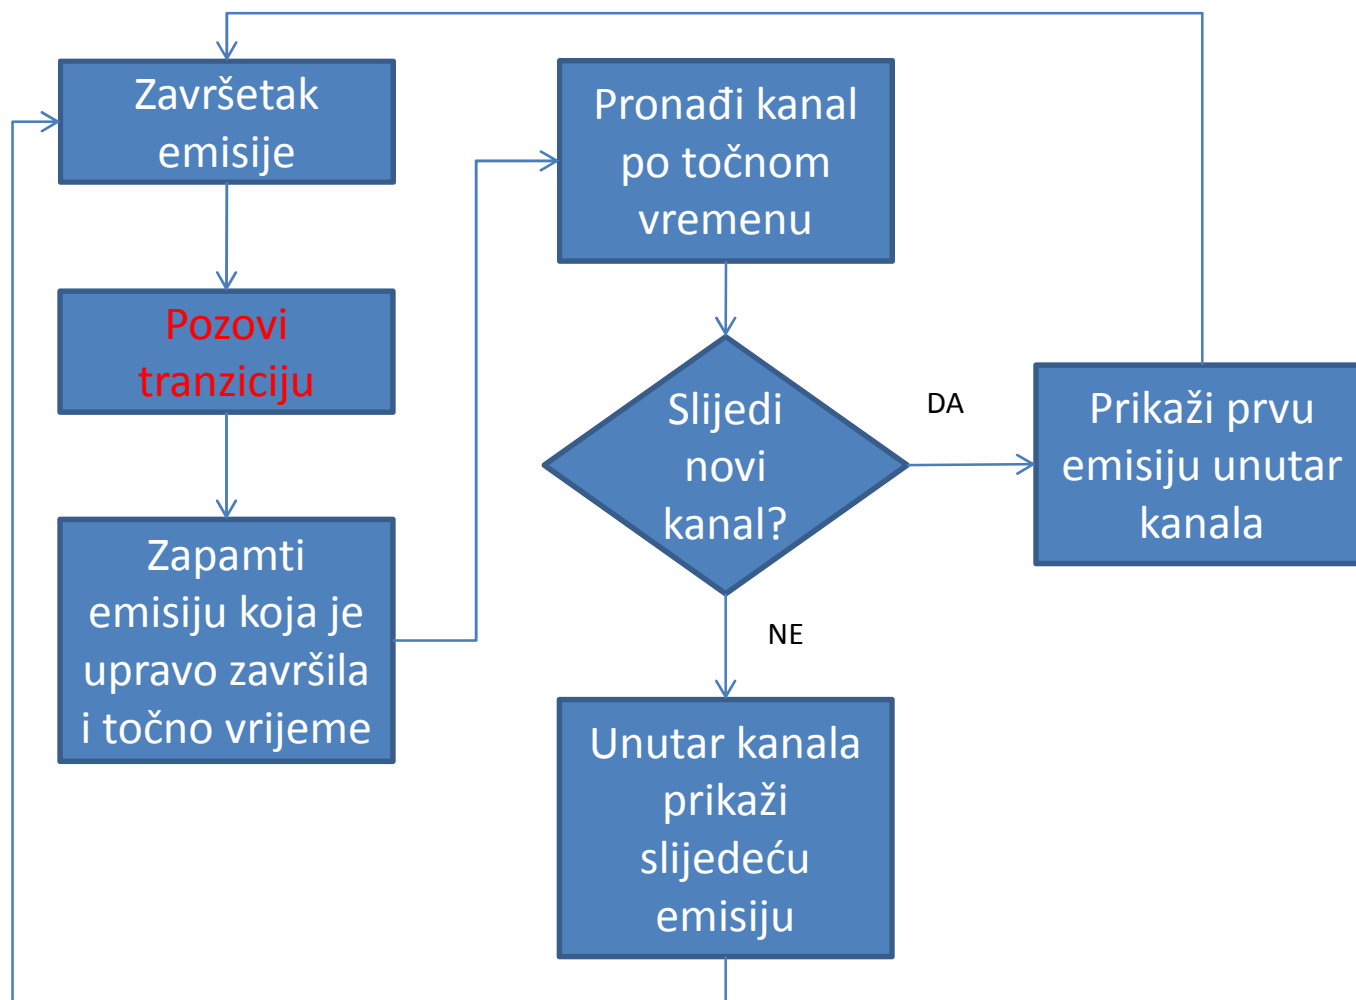 Završetak
emisije
Pozovi
tranziciju
Zapamti
emisiju koja je
upravo završila
i točno vrijeme
Pronađi kanal
po točnom
vremenu
Slijedi
novi
kanal?
DA
Prikaži prvu
emisiju unutar
kanala
NE
Unutar kanala
prikaži
slijedeću
emisiju